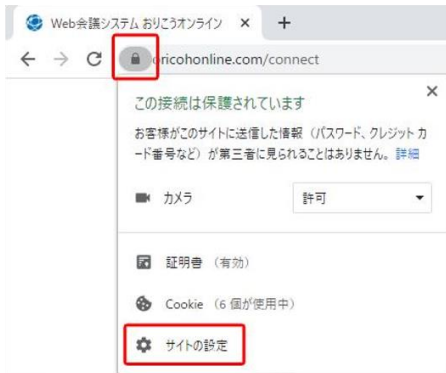 Web会議システム おりこうオンライン
oricohonline.com/connect
この接続は保護されています
お客様がこのサイトに送信した情報（パスワード、クレジット カ
ード番号など）が第三者に見られることはありません。 詳細
カメラ 許可
証明書 （有効）
Cookie （6 個が使用中）
サイトの設定